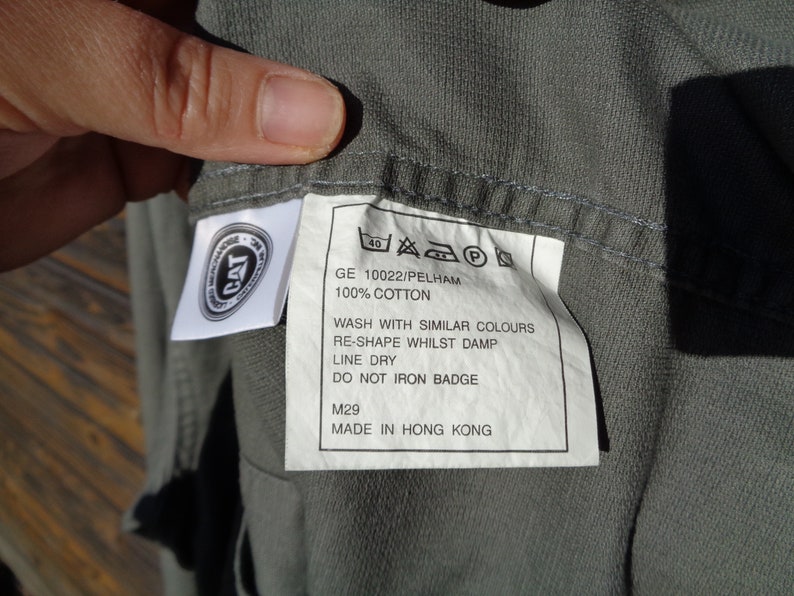 CAT
40
P
GE 10022/PELHAM
100% COTTON
WASH WITH SIMILAR COLOURS
RE-SHAPE WHILST DAMP
LINE DRY
DO NOT IRON BADGE
M29
MADE IN HONG KONG